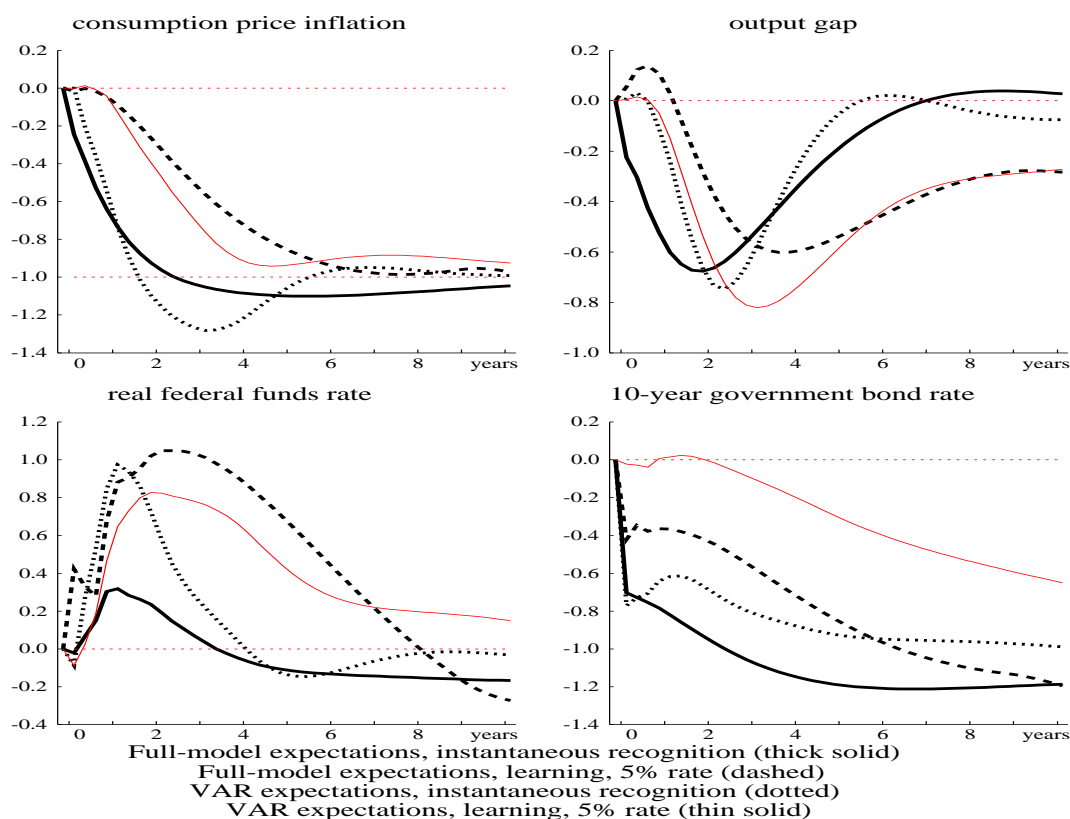 consumption price inflation
0.2
0.0
-0.2
-0.4
-0.6
-0.8
-1.0
-1.2
-1.4
0 2 4 6 8 years
output gap
0.2
0.0
-0.2
-0.4
-0.6
-0.8
-1.0
0 2 4 6 8 years
real federal funds rate
1.2
1.0
0.8
0.6
0.4
0.2
0.0
-0.2
-0.4
0 2 4 6 8 years
10-year government bond rate
0.2
0.0
-0.2
-0.4
-0.6
-0.8
-1.0
-1.2
-1.4
0 2 4 6 8 years
Full-model expectations, instantaneous recognition (thick solid)
Full-model expectations, learning, 5% rate (dashed)
VAR expectations, instantaneous recognition (dotted)
VAR expectations, learning, 5% rate (thin solid)